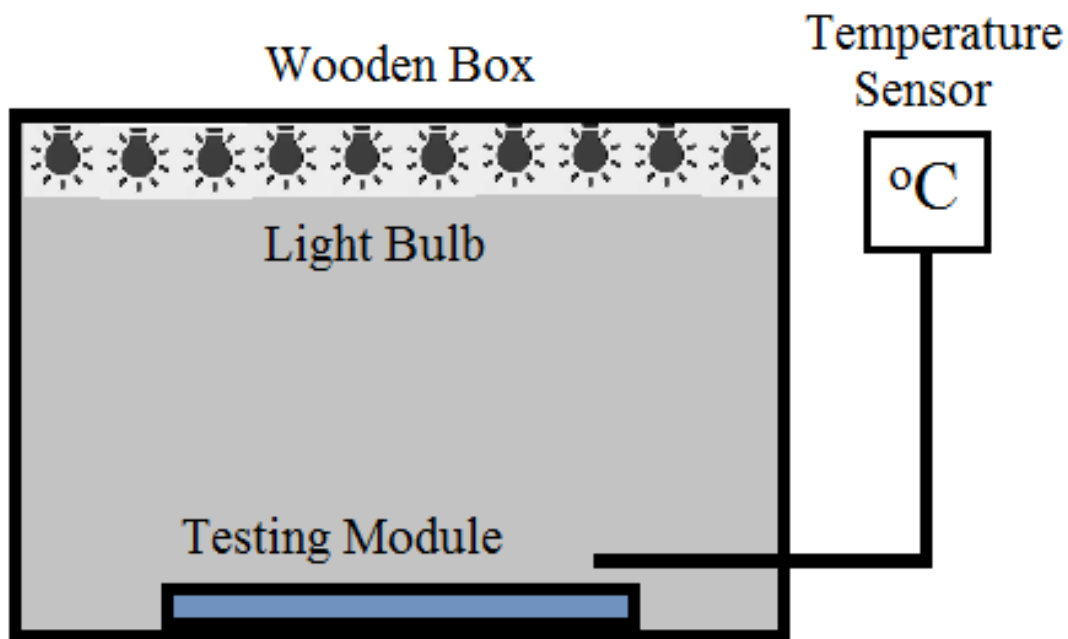 Temperature
Sensor
Wooden Box
°C
Light Bulb
Testing Module